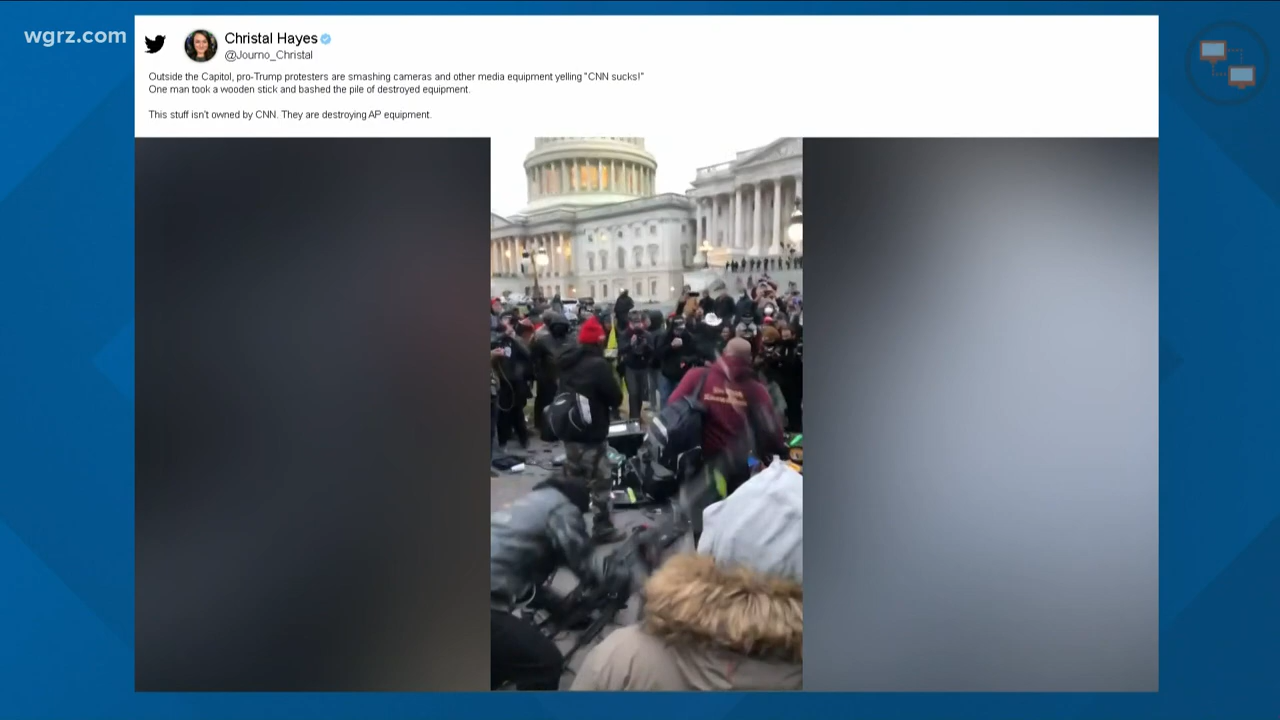 wgrz.com
Christal Hayes
@Journo_Christal
Outside the Capitol, pro-Trump protesters are smashing cameras and other media equipment yelling "CNN sucks!"
One man took a wooden stick and bashed the pile of destroyed equipment.
This stuff isn't owned by CNN. They are destroying AP equipment.